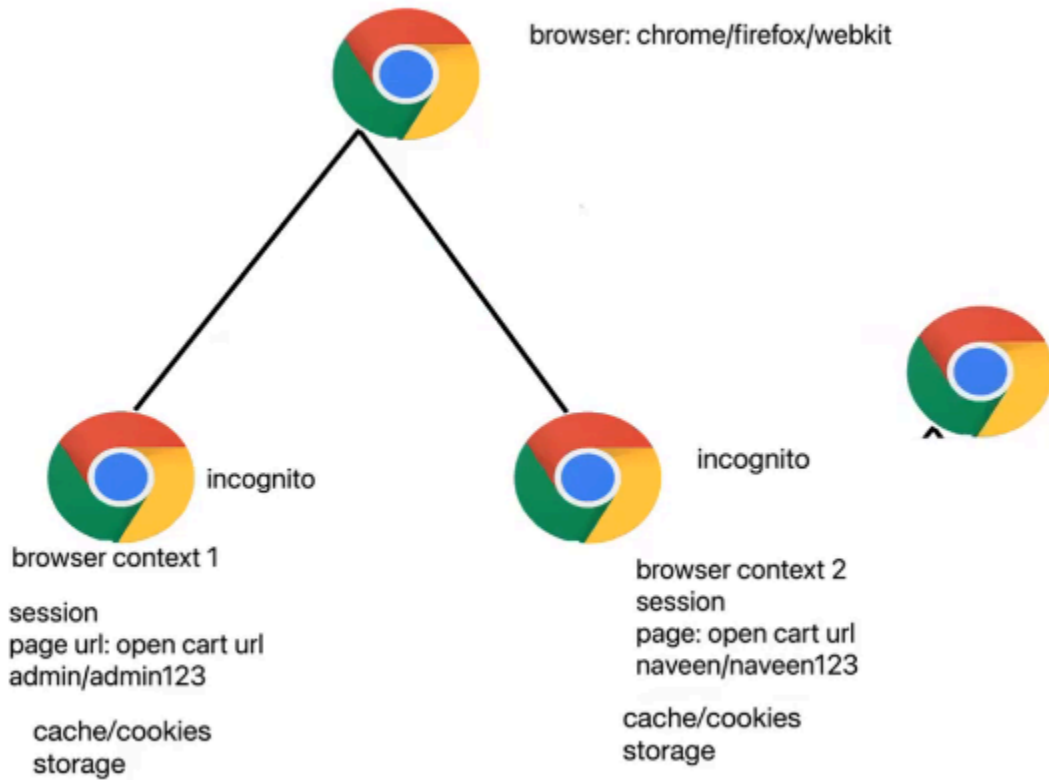 browser: chrome/firefox/webkit
incognito
browser context 1
session
page url: open cart url
admin/admin123
cache/cookies
storage
incognito
browser context 2
session
page: open cart url
naveen/naveen123
cache/cookies
storage